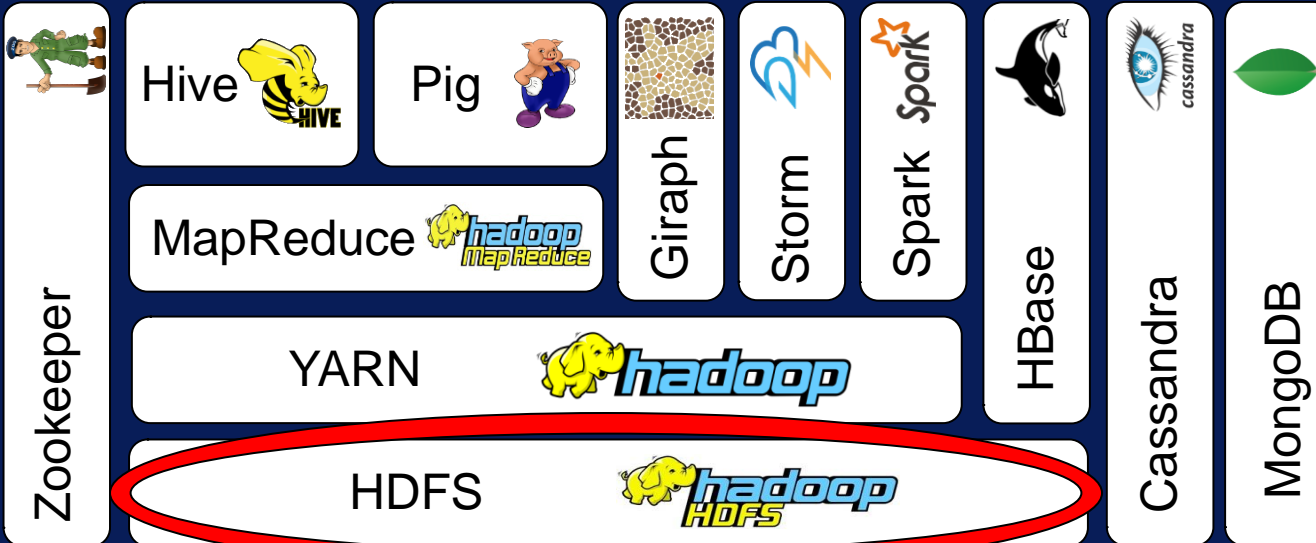 Zookeeper
Hive
HIVE
Pig
MapReduce
hadoop
Map Reduce
Giraph
Storm
Spark
Spark
HBase
cassandra
Cassandra
MongoDB
YARN
hadoop
HDFS
hadoop
HDFS